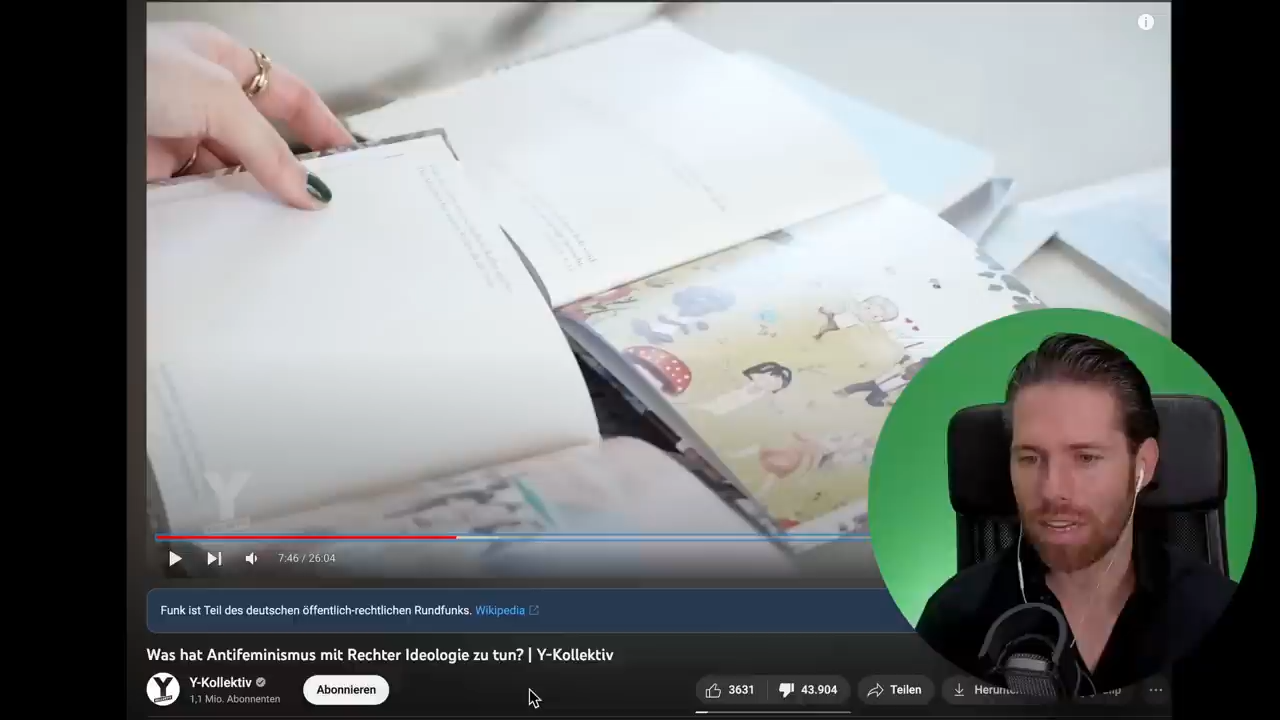 7:46 / 26:04
Funk ist Teil des deutschen öffentlich-rechtlichen Rundfunks. Wikipedia
Was hat Antifeminismus mit Rechter Ideologie zu tun? | Y-Kollektiv
Y-Kollektiv
1,1 Mio. Abonnenten
Abonnieren
3631
43.904
Teilen